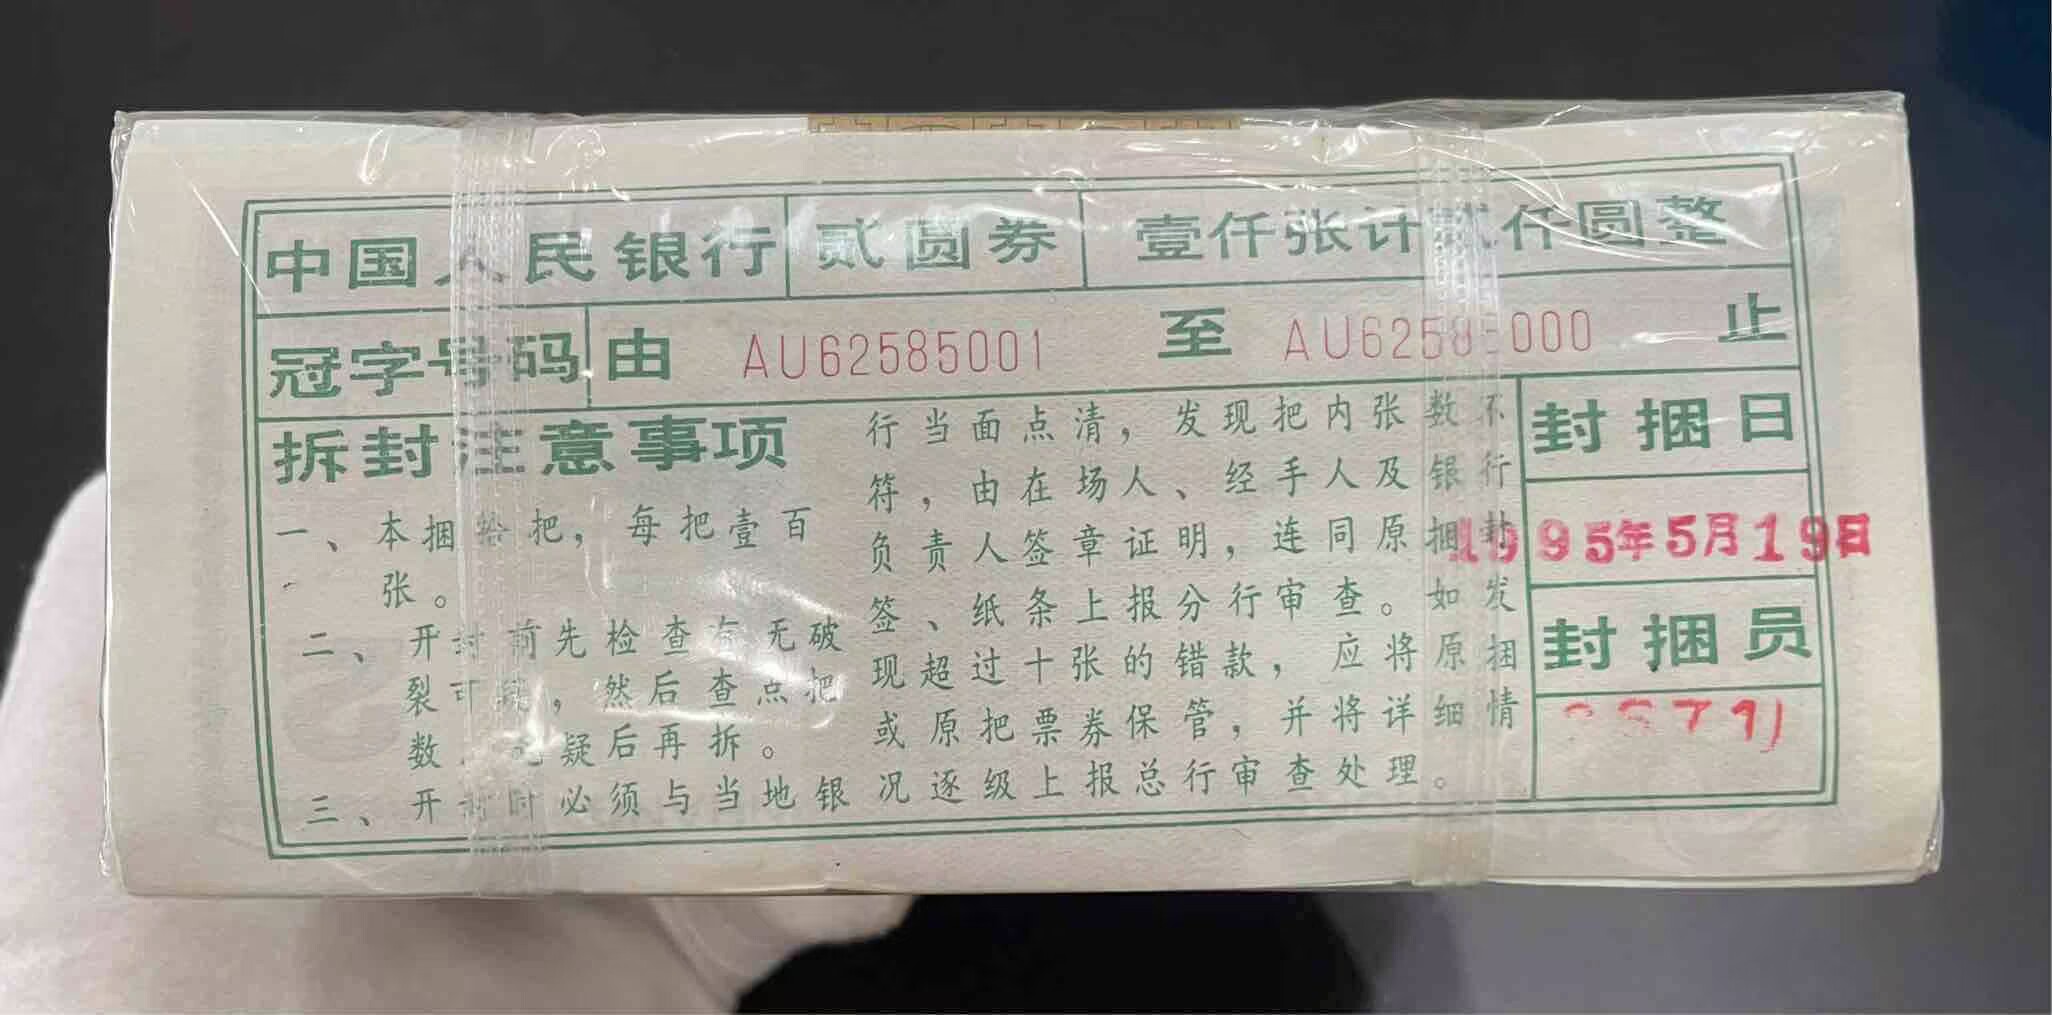 中国人民银行 贰圆券 壹仟张计贰仟圆整
冠字号码 由 AU62585001 至 AU62585000 止
拆封注意事项
一、本捆拾把，每把壹百
张。
二、开封前先检查有无破
裂可疑，然后查点把
数，无疑后再拆。
三、开封时必须与当地银
行当面点清，发现把内张数不
符，由在场人、经手人及银行
负责人签章证明，连同原捆封
签、纸条上报分行审查。如发
现超过十张的错款，应将原捆
或原把票券保管，并将详细情
况逐级上报总行审查处理。
封捆日
1995年5月19日
封捆员